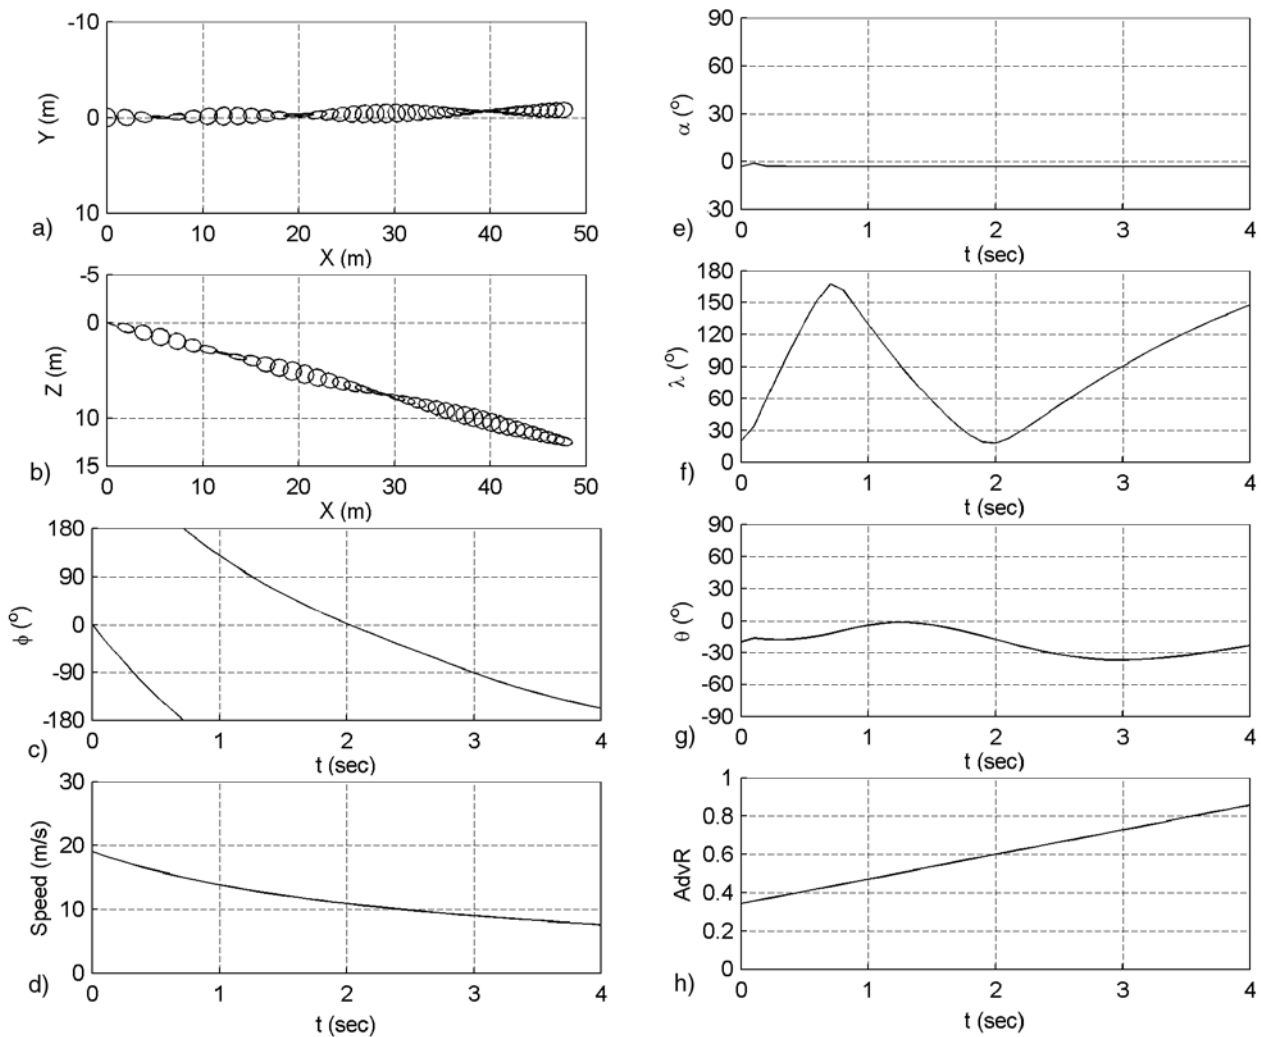 -10
0
10
Y (m)
a)
0 10 20 30 40 50
X (m)
-5
0
10
15
Z (m)
b)
0 10 20 30 40 50
X (m)
180
90
0
-90
-180
ϕ (°)
c)
0 1 2 3 4
t (sec)
30
20
10
0
Speed (m/s)
d)
0 1 2 3 4
t (sec)
90
60
30
0
30
α (°)
e)
0 1 2 3 4
t (sec)
180
150
120
90
60
30
0
λ (°)
f)
0 1 2 3 4
t (sec)
90
60
30
0
-30
-60
-90
θ (°)
g)
0 1 2 3 4
t (sec)
1
0.8
0.6
0.4
0.2
0
AdvR
h)
0 1 2 3 4
t (sec)